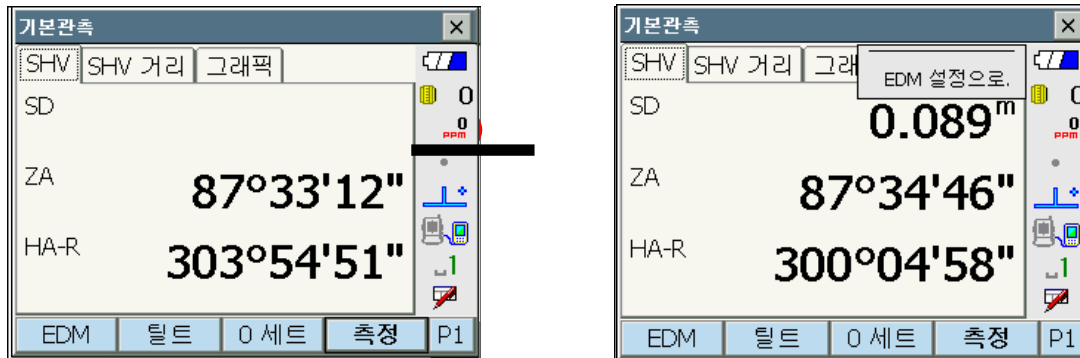 기본관측
SHV SHV 거리 그래픽
SD
0
0
PPM
ZA 87°33'12"
HA-R 303°54'51"
1
EDM 틸트 0 세트 측정 P1
기본관측
SHV SHV 거리 그래
EDM 설정으로.
SD 0.089m
0
0
PPM
ZA 87°34'46"
HA-R 300°04'58"
1
EDM 틸트 0 세트 측정 P1